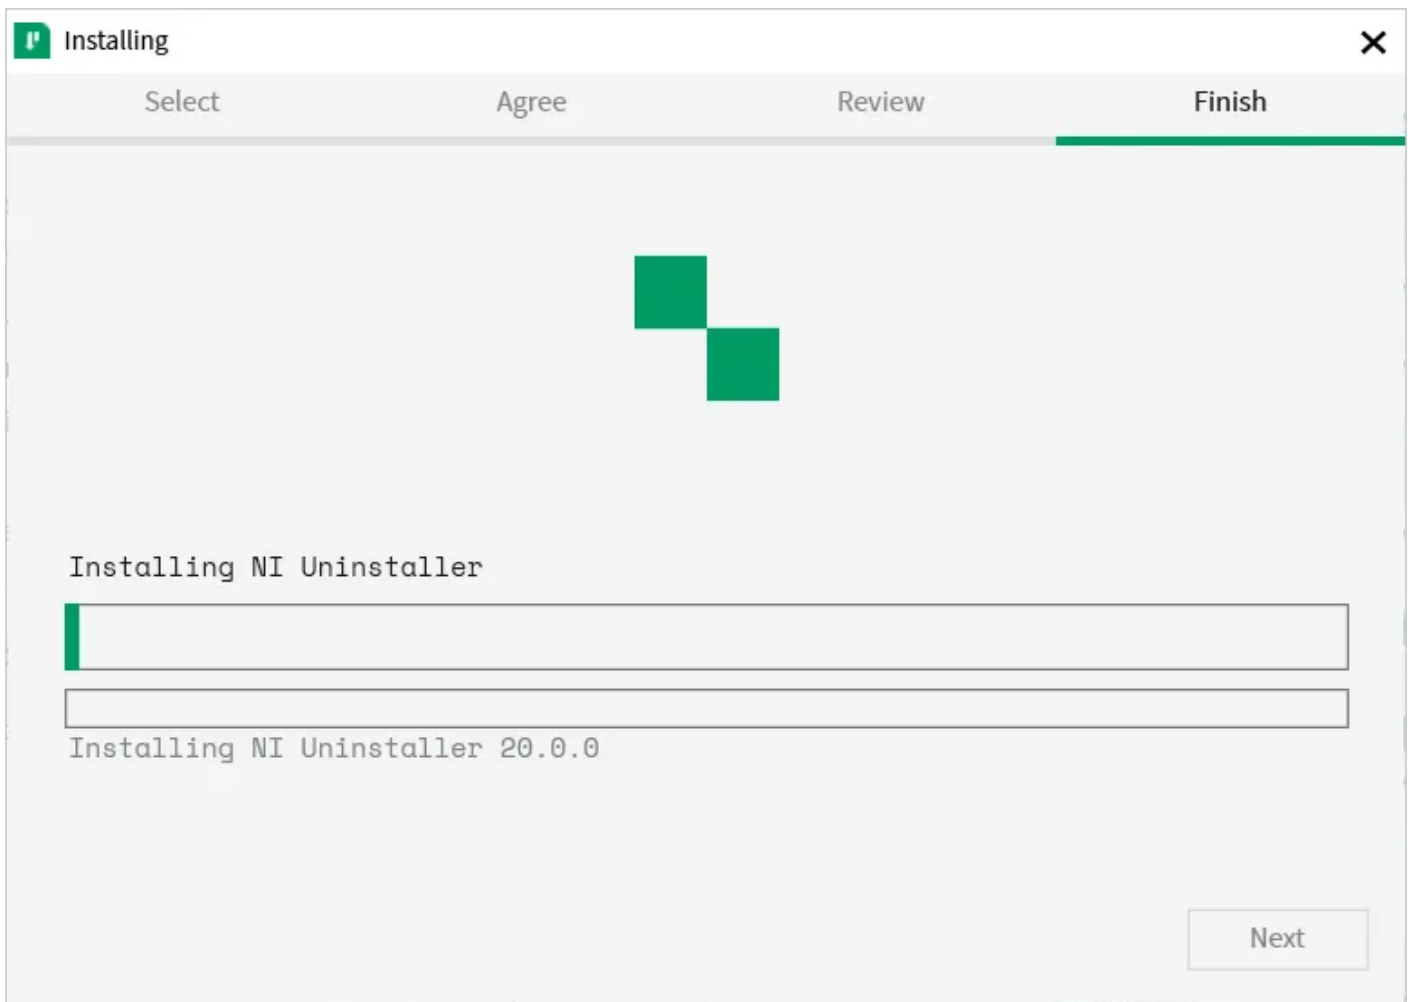 Installing
Select Agree Review Finish
Installing NI Uninstaller
Installing NI Uninstaller 20.0.0
Next